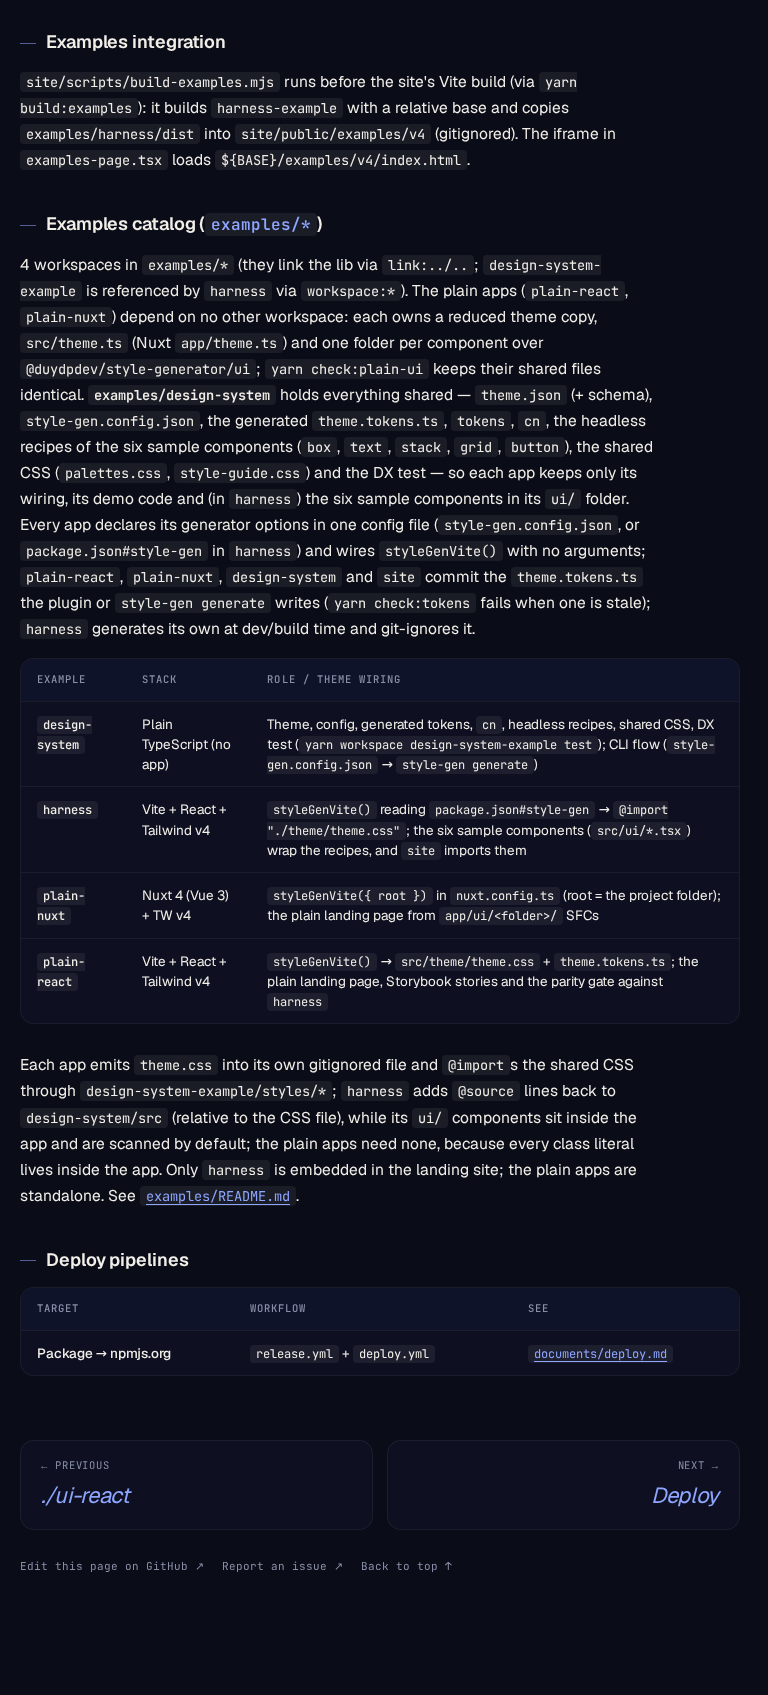 — Examples integration
site/scripts/build-examples.mjs runs before the site's Vite build (via yarn
build:examples ): it builds harness-example with a relative base and copies
examples/harness/dist into site/public/examples/v4 (gitignored). The iframe in
examples-page.tsx loads ${BASE}/examples/v4/index.html .
— Examples catalog ( examples/* )
4 workspaces in examples/* (they link the lib via link:../.. ; design-system-
example is referenced by harness via workspace:* ). The plain apps ( plain-react ,
plain-nuxt ) depend on no other workspace: each owns a reduced theme copy,
src/theme.ts (Nuxt app/theme.ts ) and one folder per component over
@duydpdev/style-generator/ui ; yarn check:plain-ui keeps their shared files
identical. examples/design-system holds everything shared — theme.json (+ schema),
style-gen.config.json , the generated theme.tokens.ts , tokens , cn , the headless
recipes of the six sample components ( box , text , stack , grid , button ), the shared
CSS ( palettes.css , style-guide.css ) and the DX test — so each app keeps only its
wiring, its demo code and (in harness ) the six sample components in its ui/ folder.
Every app declares its generator options in one config file ( style-gen.config.json , or
package.json#style-gen in harness ) and wires styleGenVite() with no arguments;
plain-react , plain-nuxt , design-system and site commit the theme.tokens.ts
the plugin or style-gen generate writes ( yarn check:tokens fails when one is stale);
harness generates its own at dev/build time and git-ignores it.
EXAMPLE STACK ROLE / THEME WIRING
design- Plain Theme, config, generated tokens, cn , headless recipes, shared CSS, DX
system TypeScript (no test ( yarn workspace design-system-example test ); CLI flow ( style-
app) gen.config.json → style-gen generate )
harness Vite + React + styleGenVite() reading package.json#style-gen → @import
Tailwind v4 "./theme/theme.css" ; the six sample components ( src/ui/*.tsx )
wrap the recipes, and site imports them
plain- Nuxt 4 (Vue 3) styleGenVite({ root }) in nuxt.config.ts (root = the project folder);
nuxt + TW v4 the plain landing page from app/ui/<folder>/ SFCs
plain- Vite + React + styleGenVite() → src/theme/theme.css + theme.tokens.ts ; the
react Tailwind v4 plain landing page, Storybook stories and the parity gate against
harness
Each app emits theme.css into its own gitignored file and @import s the shared CSS
through design-system-example/styles/* ; harness adds @source lines back to
design-system/src (relative to the CSS file), while its ui/ components sit inside the
app and are scanned by default; the plain apps need none, because every class literal
lives inside the app. Only harness is embedded in the landing site; the plain apps are
standalone. See examples/README.md .
— Deploy pipelines
TARGET WORKFLOW SEE
Package → npmjs.org release.yml + deploy.yml documents/deploy.md
← PREVIOUS
./ui-react
NEXT →
Deploy
Edit this page on GitHub ↗ Report an issue ↗ Back to top ↑